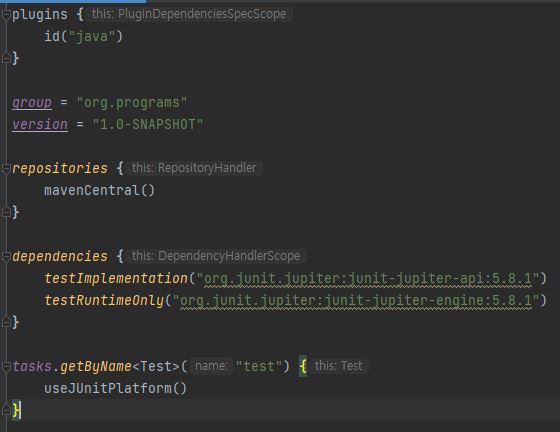 plugins { this: PluginDependenciesSpecScope
    id("java")
}

group = "org.programs"
version = "1.0-SNAPSHOT"

repositories { this: RepositoryHandler
    mavenCentral()
}

dependencies { this: DependencyHandlerScope
    testImplementation("org.junit.jupiter:junit-jupiter-api:5.8.1")
    testRuntimeOnly("org.junit.jupiter:junit-jupiter-engine:5.8.1")
}

tasks.getByName<Test>( name: "test") { this: Test
    useJUnitPlatform()
}